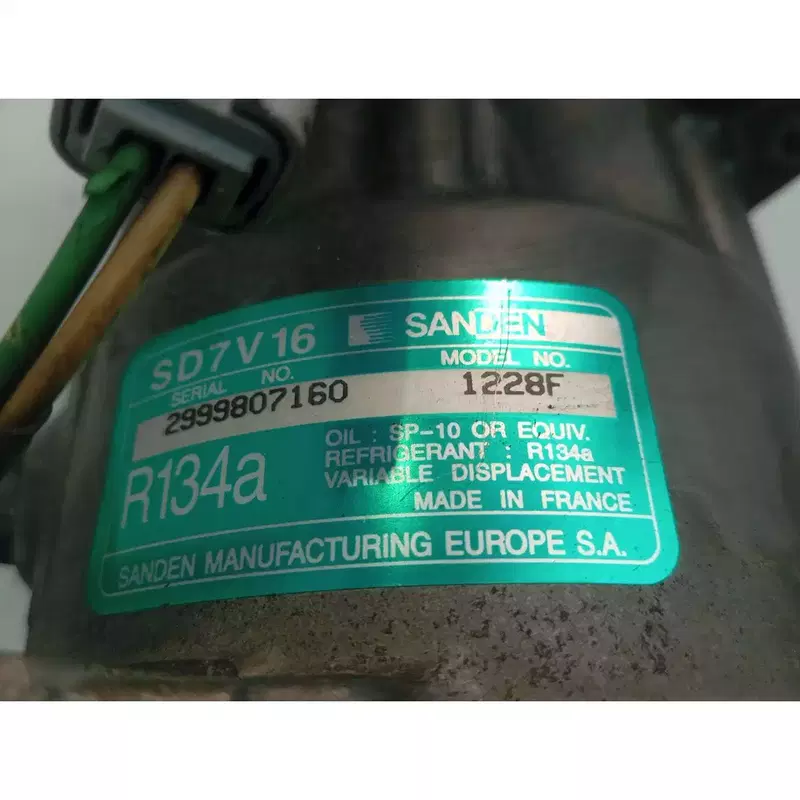 SD7V16 SANDEN
SERIAL NO. MODEL NO.
2999807160 1228F
R134a
OIL : SP-10 OR EQUIV.
REFRIGERANT : R134a
VARIABLE DISPLACEMENT
MADE IN FRANCE
SANDEN MANUFACTURING EUROPE S.A.